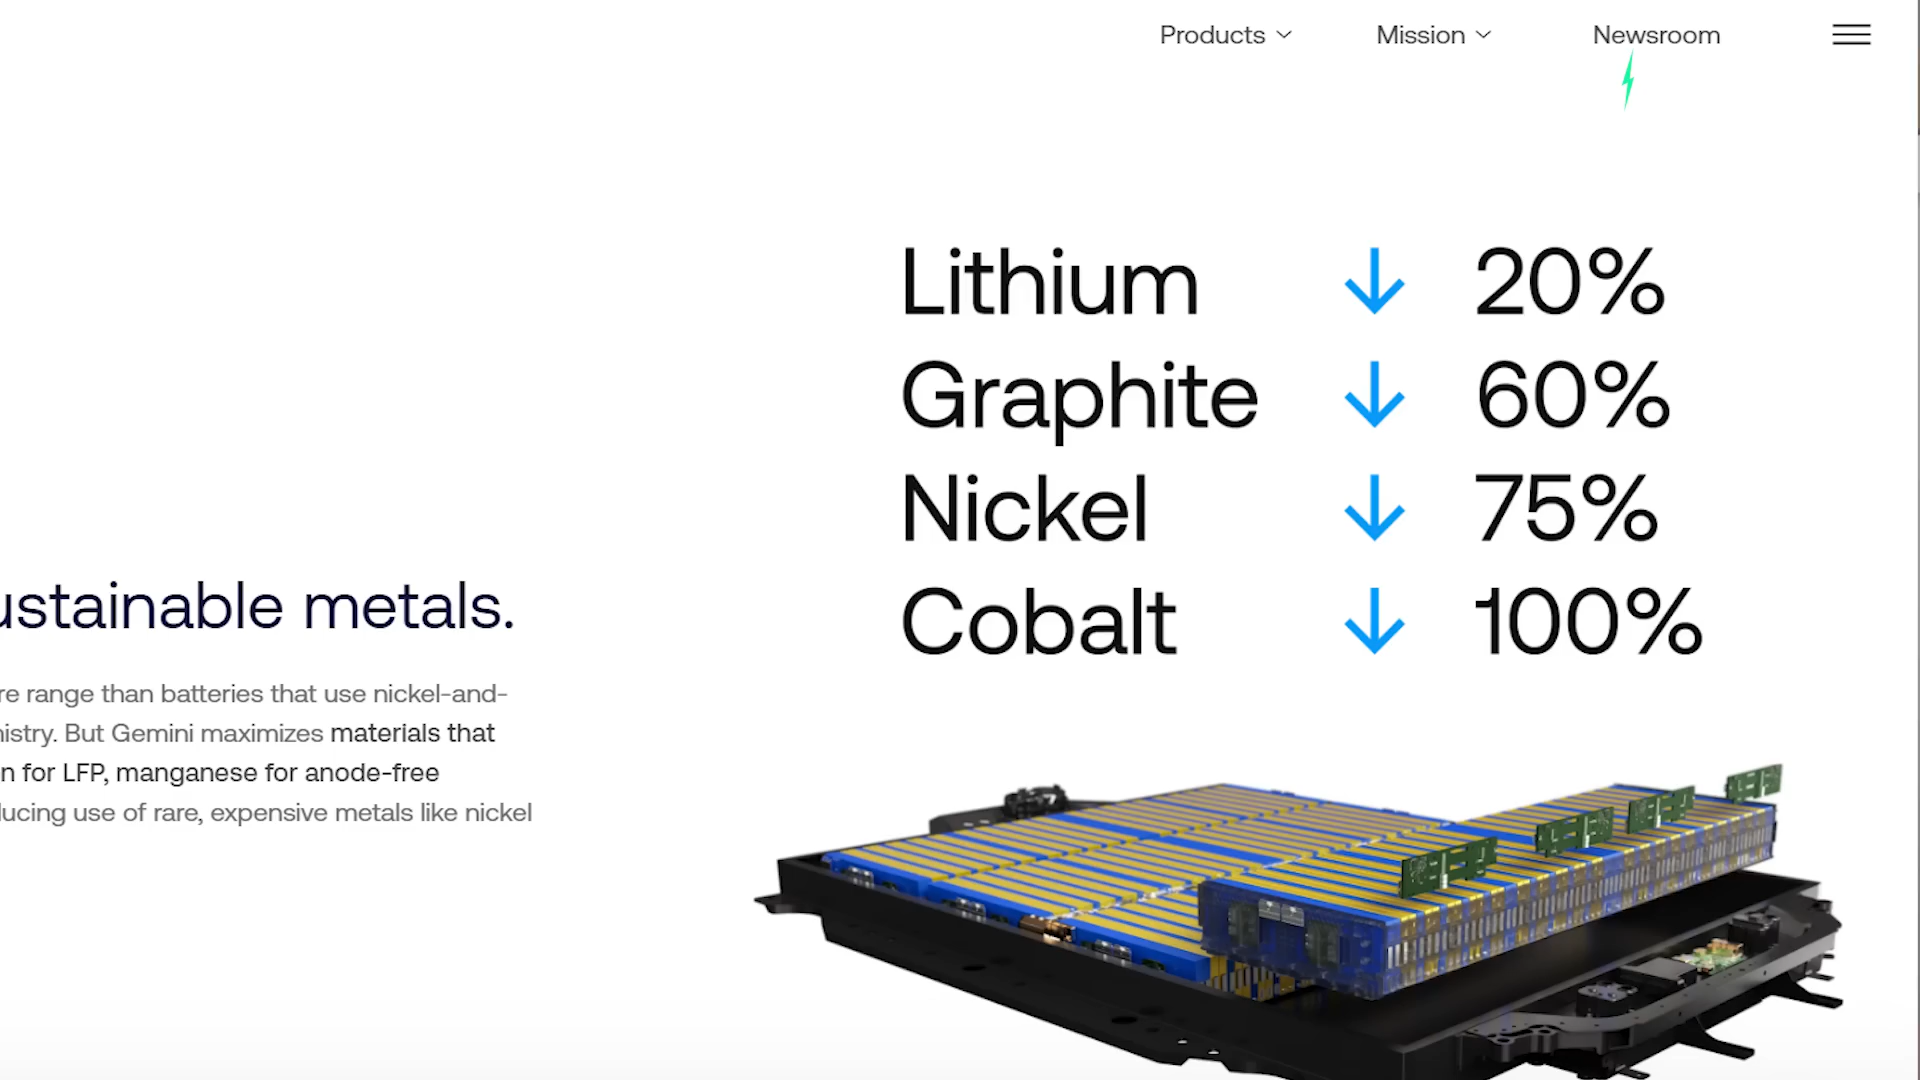 Products
Mission
Newsroom
Lithium ↓ 20%
Graphite ↓ 60%
Nickel ↓ 75%
Cobalt ↓ 100%
ustainable metals.
re range than batteries that use nickel-and-
istry. But Gemini maximizes materials that
n for LFP, manganese for anode-free
ucing use of rare, expensive metals like nickel